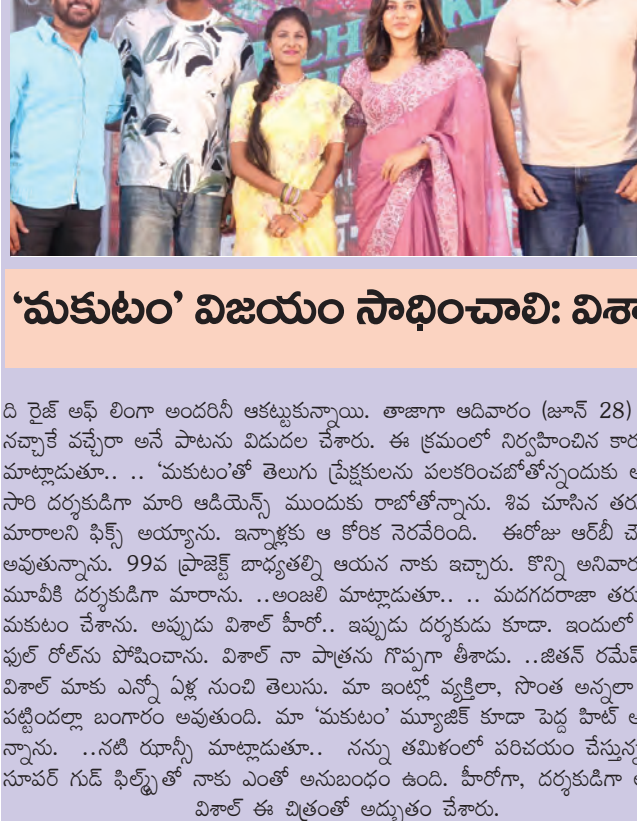 ‘మకుటం’ విజయం సాధించాలి: విశా
ది రైజ్ అఫ్ లింగా అందరినీ ఆకట్టుకున్నాయి. తాజాగా ఆదివారం (జూన్ 28)
నచ్చాకే వచ్చేరా అనే పాటను విడుదల చేశారు. ఈ క్రమంలో నిర్వహించిన కార
మాట్లాడుతూ.. .. ‘మకుటం’తో తెలుగు ప్రేక్షకులను పలకరించబోతోన్నందుకు
సారి దర్శకుడిగా మారి ఆడియెన్స్ ముందుకు రాబోతోన్నాను. శివ చూసిన తరు
మారాలని ఫిక్స్ అయ్యాను. ఇన్నాళ్లకు ఆ కోరిక నెరవేరింది. ఈరోజు ఆర్‌బీ చౌ
అవుతున్నాను. 99వ ప్రాజెక్ట్ బాధ్యతల్ని ఆయన నాకు ఇచ్చారు. కొన్ని అనివార
మూవీకి దర్శకుడిగా మారాను. ..అంజలి మాట్లాడుతూ.. .. మదగదరాజా తరు
మకుటం చేశాను. అప్పుడు విశాల్ హీరో.. ఇప్పుడు దర్శకుడు కూడా. ఇందులో
ఫుల్ రోల్‌ను పోషించాను. విశాల్ నా పాత్రను గొప్పగా తీశాడు. ..జితన్ రమేష్
విశాల్ మాకు ఎన్నో ఏళ్ల నుంచి తెలుసు. మా ఇంట్లో వ్యక్తిలా, సొంత అన్నలా
పట్టిందల్లా బంగారం అవుతుంది. మా ‘మకుటం’ మ్యూజిక్ కూడా పెద్ద హిట్ అ
న్నాను. ..నటి ఝాన్సీ మాట్లాడుతూ.. నన్ను తమిళంలో పరిచయం చేస్తున్న
సూపర్ గుడ్ ఫిల్మ్స్‌తో నాకు ఎంతో అనుబంధం ఉంది. హీరోగా, దర్శకుడిగా
విశాల్ ఈ చిత్రంతో అద్భుతం చేశారు.